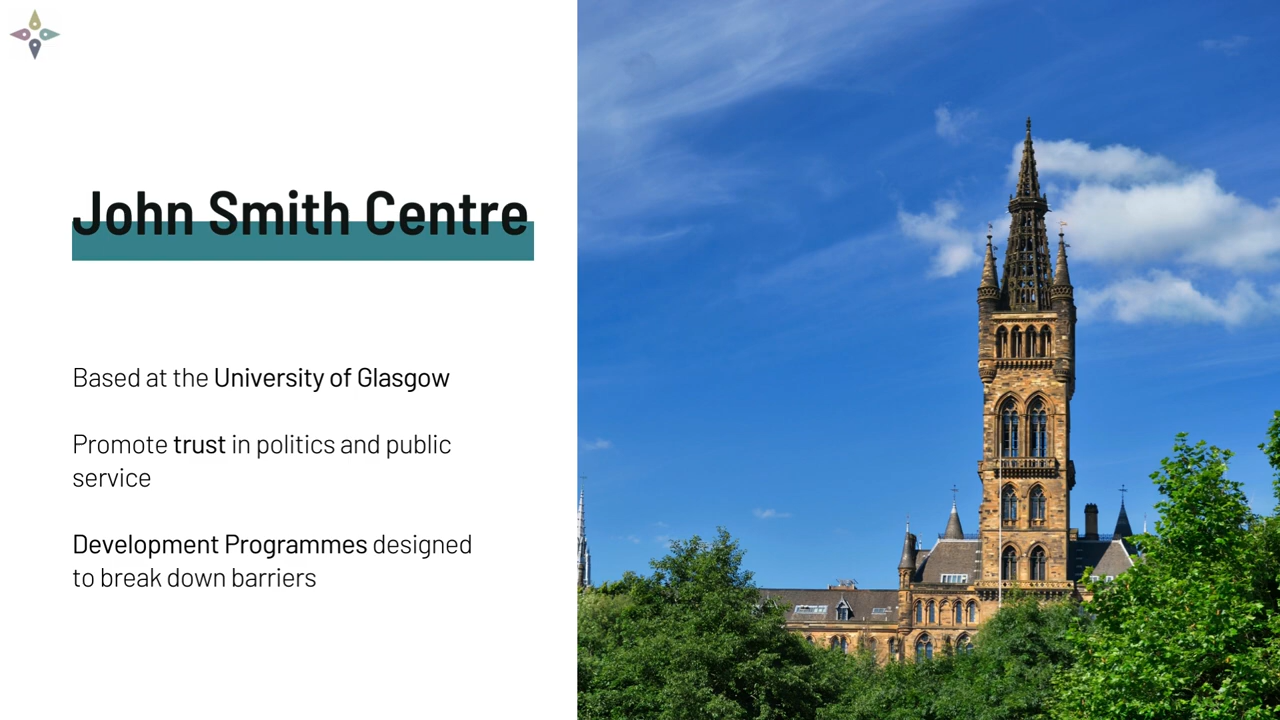 John Smith Centre
Based at the University of Glasgow
Promote trust in politics and public
service
Development Programmes designed
to break down barriers